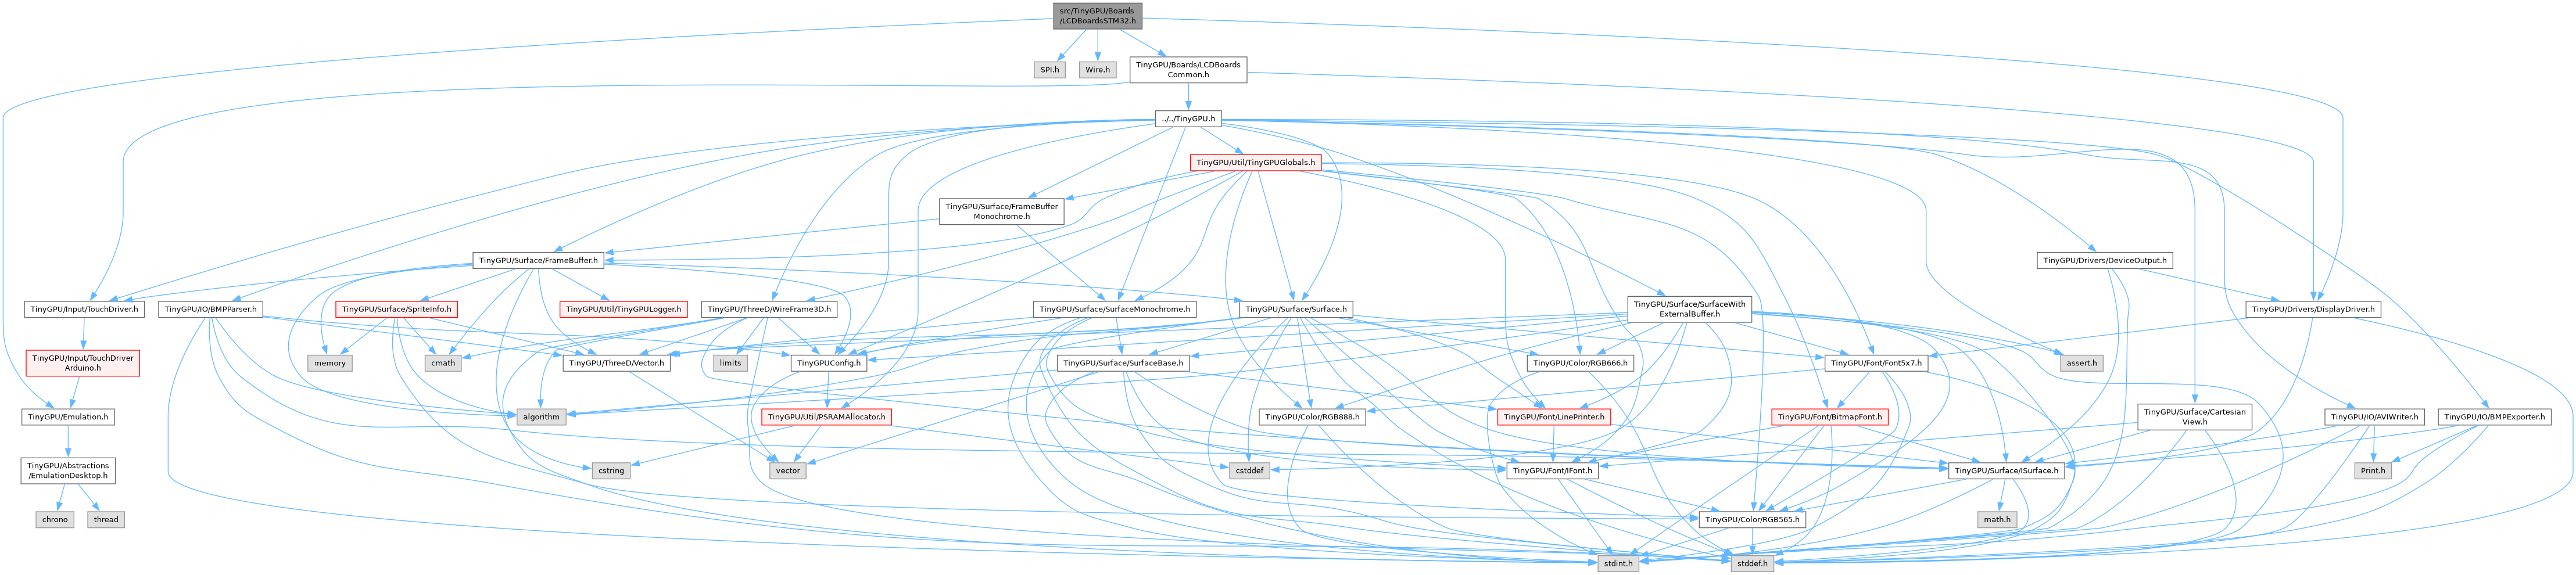 src/TinyGPU/Boards
/LCDBoardsSTM32.h
SPI.h
Wire.h
TinyGPU/Boards/LCDBoards
Common.h
../../TinyGPU.h
TinyGPU/Util/TinyGPUGlobals.h
TinyGPU/Surface/FrameBuffer
Monochrome.h
TinyGPU/Surface/FrameBuffer.h
TinyGPU/Drivers/DeviceOutput.h
TinyGPU/Input/TouchDriver.h
TinyGPU/IO/BMPParser.h
TinyGPU/Surface/SpriteInfo.h
TinyGPU/Util/TinyGPULogger.h
TinyGPU/ThreeD/WireFrame3D.h
TinyGPU/Surface/SurfaceMonochrome.h
TinyGPU/Surface/Surface.h
TinyGPU/Surface/SurfaceWith
ExternalBuffer.h
TinyGPU/Drivers/DisplayDriver.h
TinyGPU/Input/TouchDriver
Arduino.h
memory
cmath
TinyGPU/ThreeD/Vector.h
limits
TinyGPUConfig.h
TinyGPU/Surface/SurfaceBase.h
TinyGPU/Color/RGB666.h
TinyGPU/Font/Font5x7.h
assert.h
TinyGPU/Emulation.h
algorithm
TinyGPU/Util/PSRAMAllocator.h
TinyGPU/Color/RGB888.h
TinyGPU/Font/LinePrinter.h
TinyGPU/Font/BitmapFont.h
TinyGPU/Surface/Cartesian
View.h
TinyGPU/IO/AVIWriter.h
TinyGPU/IO/BMPExporter.h
TinyGPU/Abstractions
/EmulationDesktop.h
cstring
vector
cstddef
TinyGPU/Font/IFont.h
TinyGPU/Surface/ISurface.h
Print.h
chrono
thread
TinyGPU/Color/RGB565.h
math.h
stdint.h
stddef.h